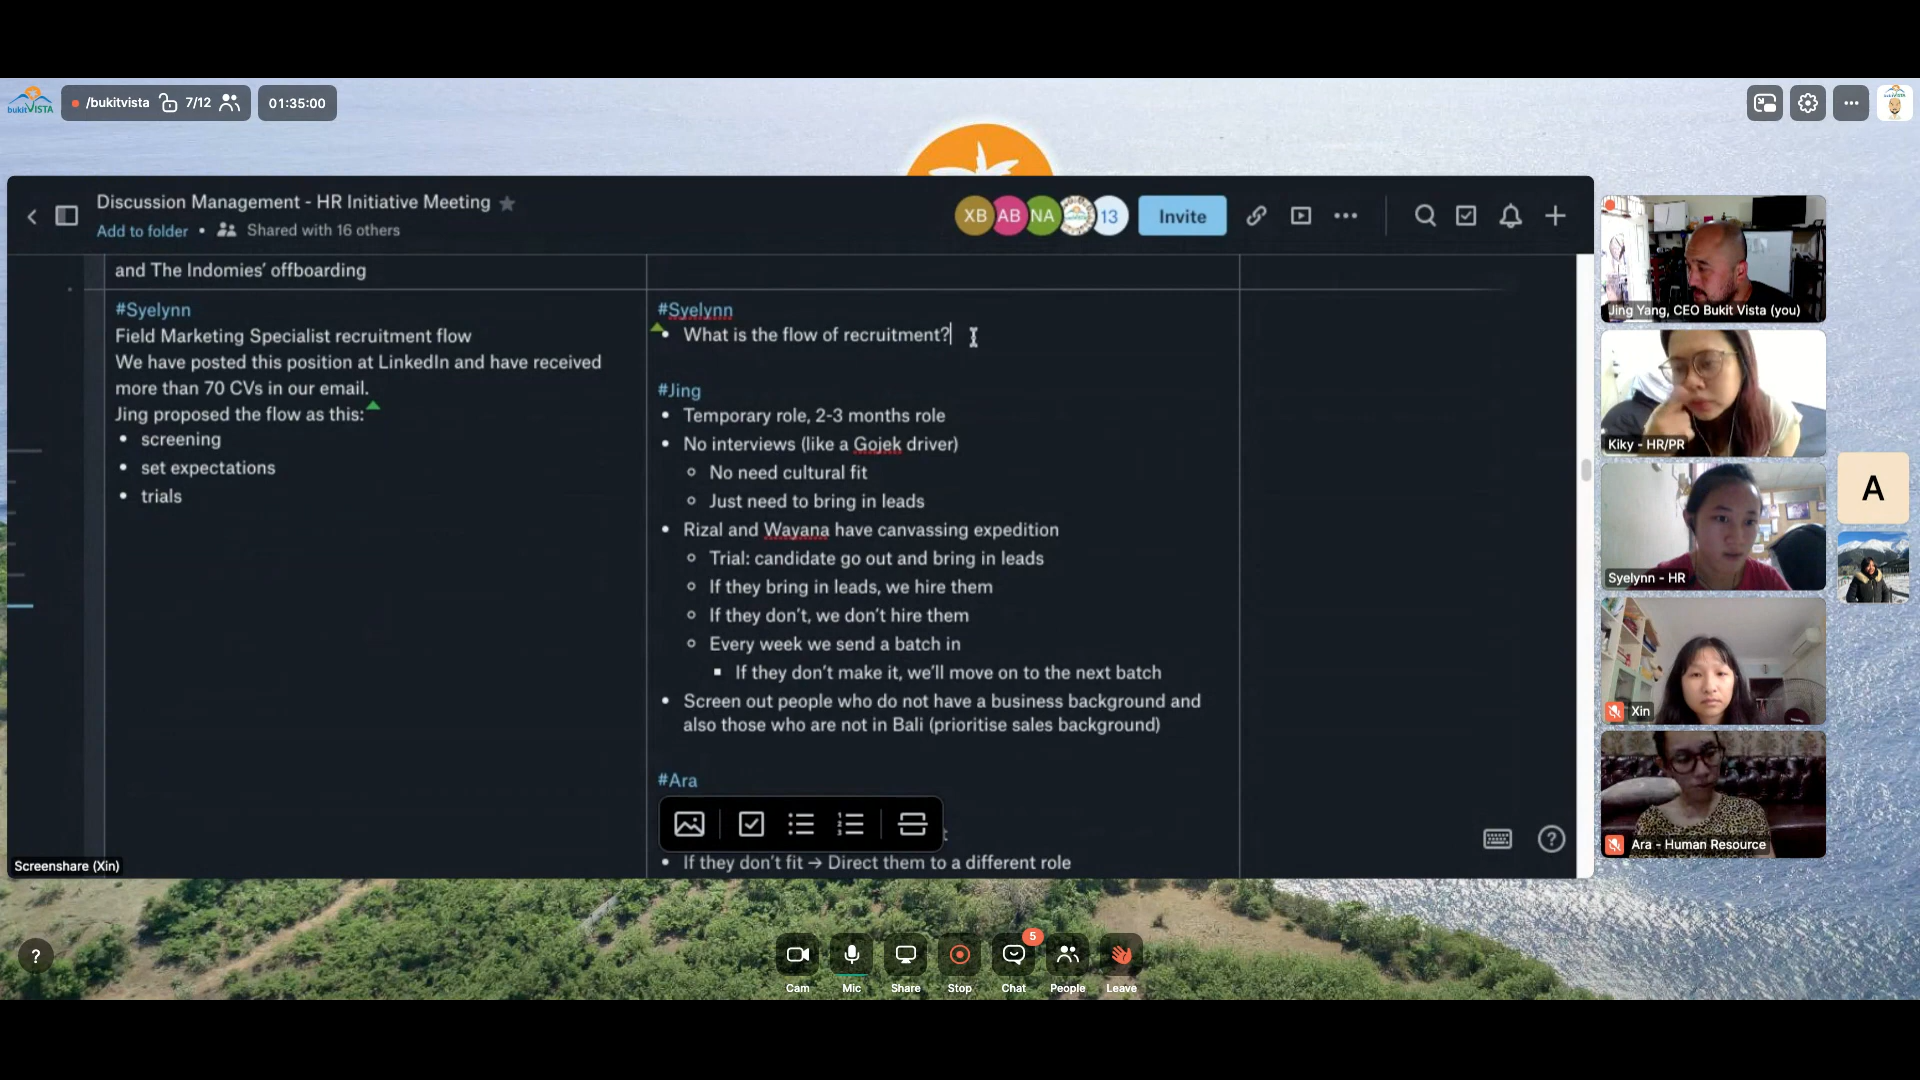 bukitVISTA
/bukitvista
7/12
01:35:00
Discussion Management - HR Initiative Meeting
Add to folder • Shared with 16 others
XB
AB
NA
13
Invite
and The Indomies’ offboarding
#Syelynn
Field Marketing Specialist recruitment flow
We have posted this position at LinkedIn and have received
more than 70 CVs in our email.
Jing proposed the flow as this:
• screening
• set expectations
• trials
#Syelynn
• What is the flow of recruitment?
#Jing
• Temporary role, 2-3 months role
• No interviews (like a Gojek driver)
○ No need cultural fit
○ Just need to bring in leads
• Rizal and Wayana have canvassing expedition
○ Trial: candidate go out and bring in leads
○ If they bring in leads, we hire them
○ If they don’t, we don’t hire them
○ Every week we send a batch in
▪ If they don’t make it, we’ll move on to the next batch
• Screen out people who do not have a business background and
also those who are not in Bali (prioritise sales background)
#Ara
• If they don’t fit → Direct them to a different role
Screenshare (Xin)
Jing Yang, CEO Bukit Vista (you)
Kiky - HR/PR
Syelynn - HR
Xin
Ara - Human Resource
A
?
?
5
Cam
Mic
Share
Stop
Chat
People
Leave